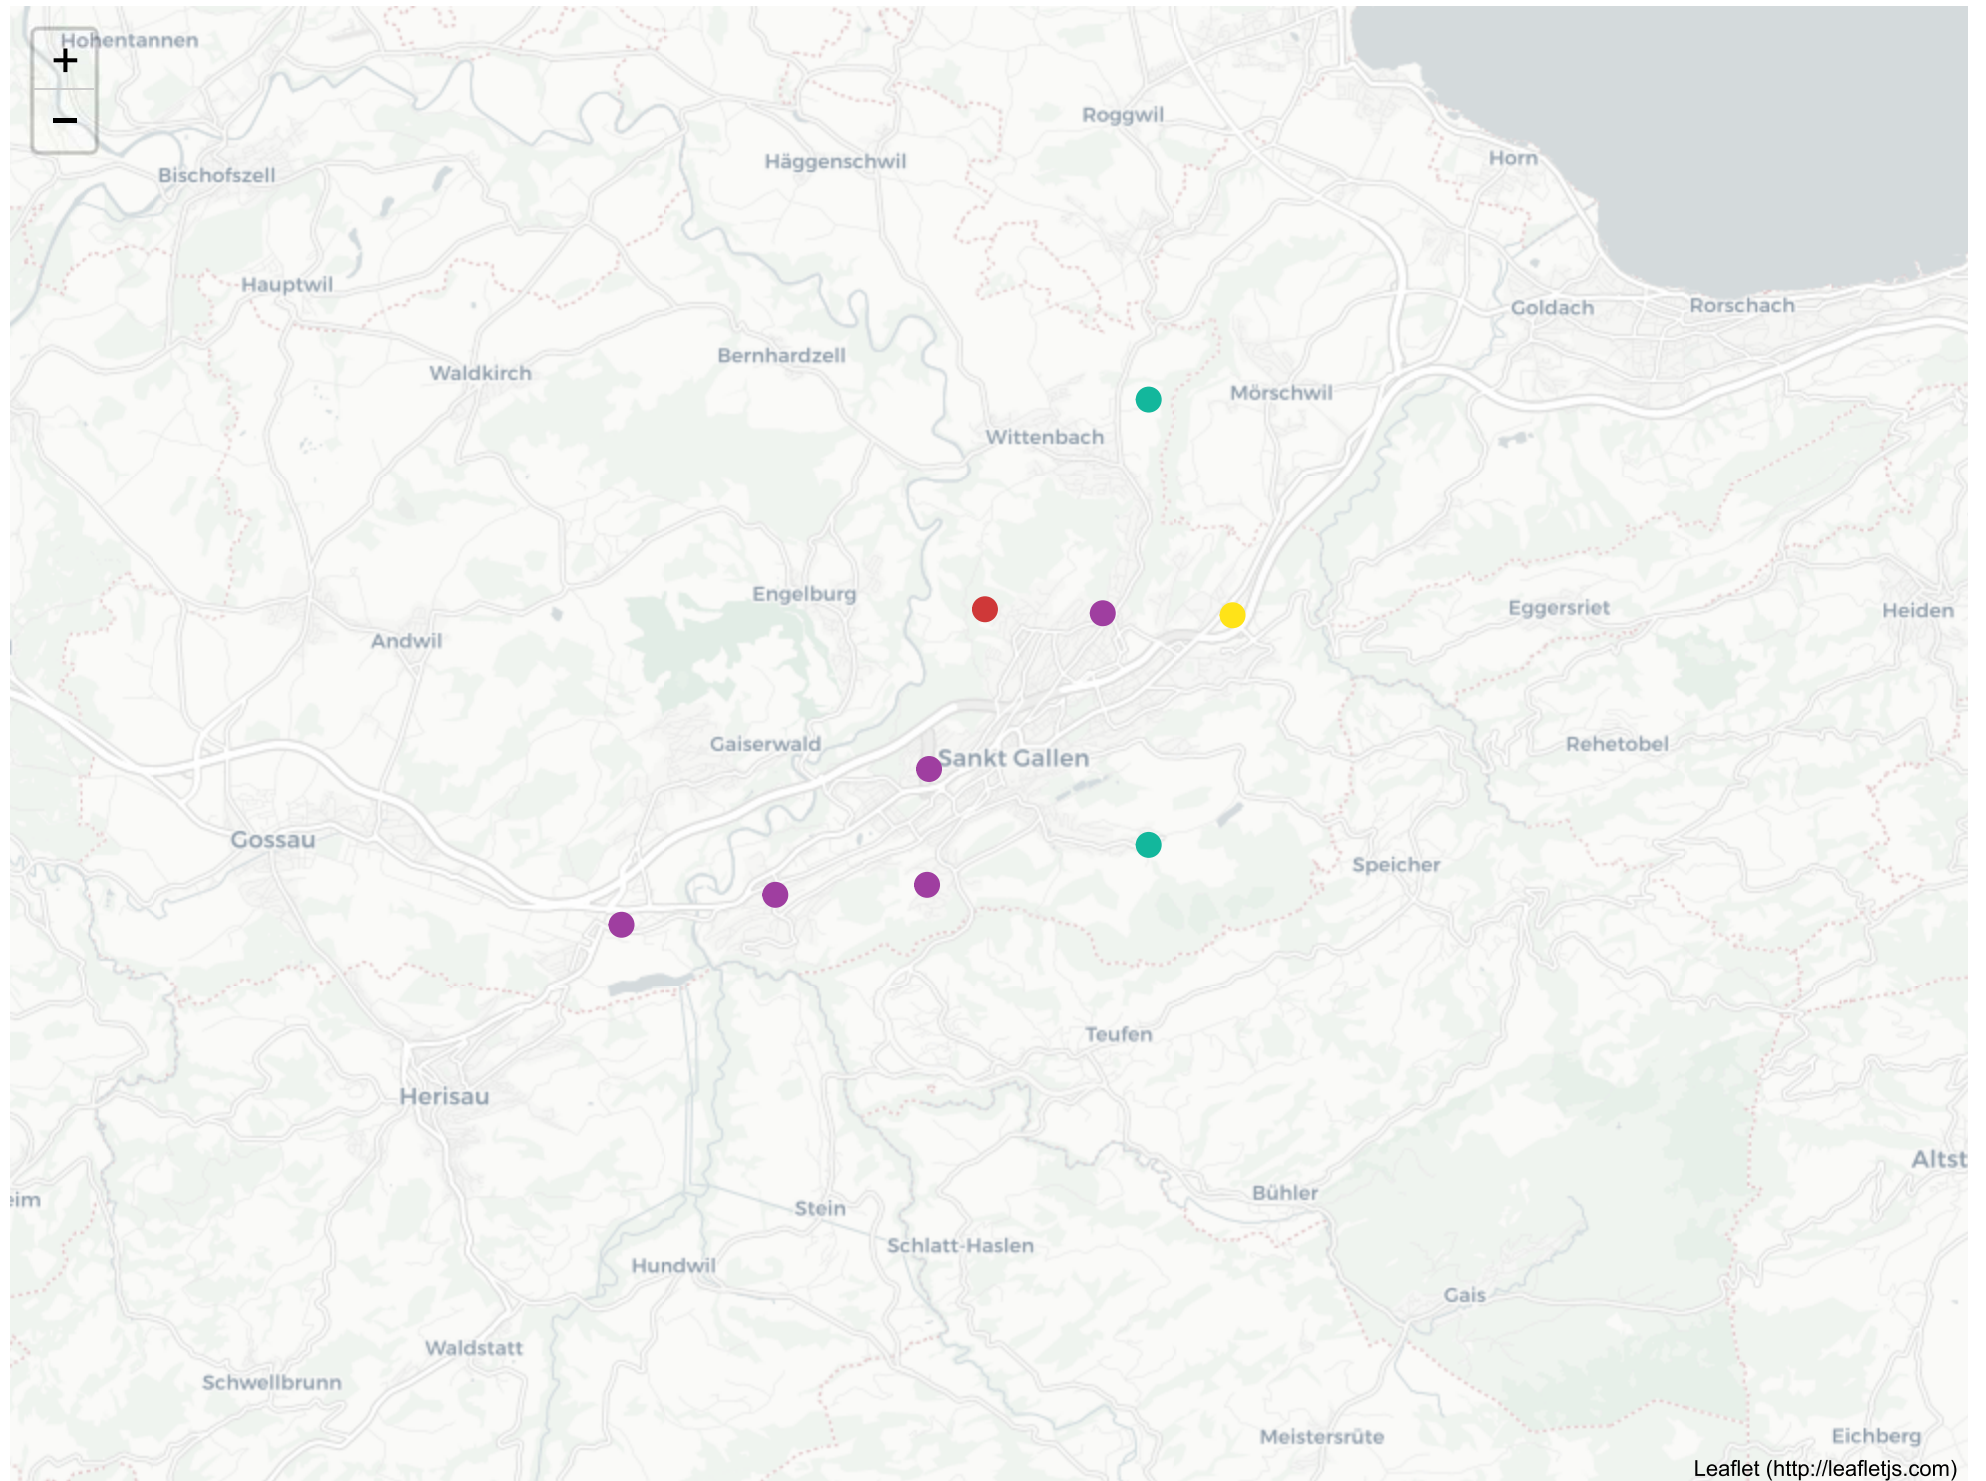 Hohentannen
+
−
Roggwil
Horn
Häggenschwil
Bischofszell
Hauptwil
Goldach
Rorschach
Bernhardzell
Waldkirch
Mörschwil
Wittenbach
Engelburg
Eggersriet
Heiden
Andwil
Gaiserwald
Sankt Gallen
Rehetobel
Gossau
Speicher
Teufen
Herisau
Altst
eim
Bühler
Stein
Schlatt-Haslen
Hundwil
Gais
Waldstatt
Schwellbrunn
Meistersrüte
Eichberg
Leaflet (http://leafletjs.com)